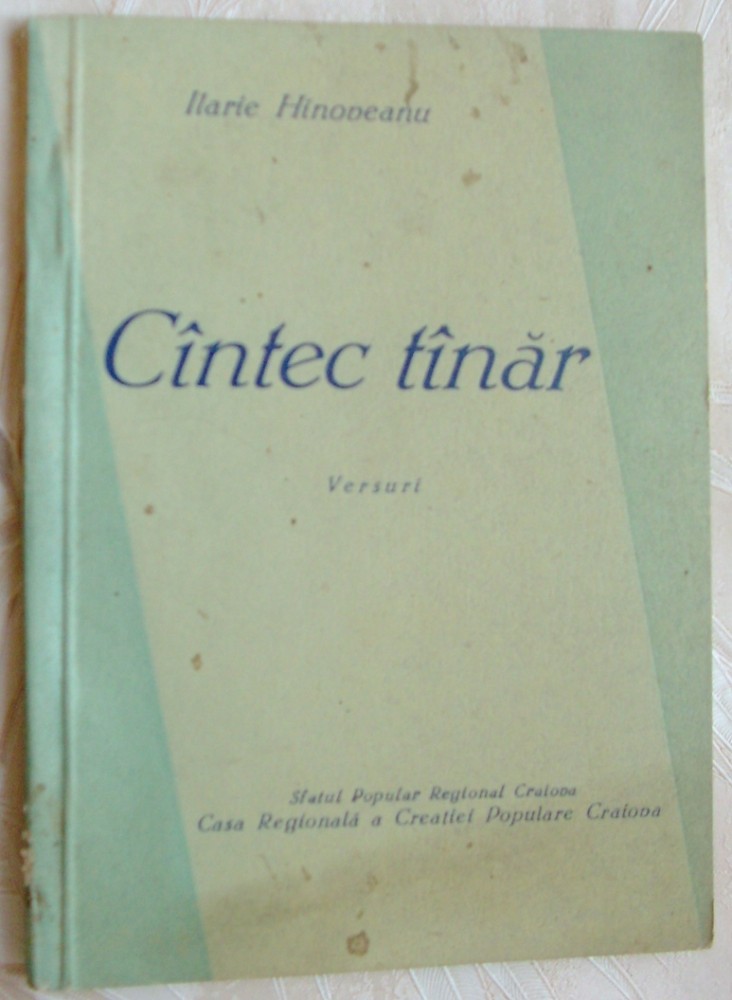 Ilarie Hinoveanu
Cîntec tînăr
Versuri
Sfatul Popular Regional Craiova
Casa Regională a Creației Populare Craiova